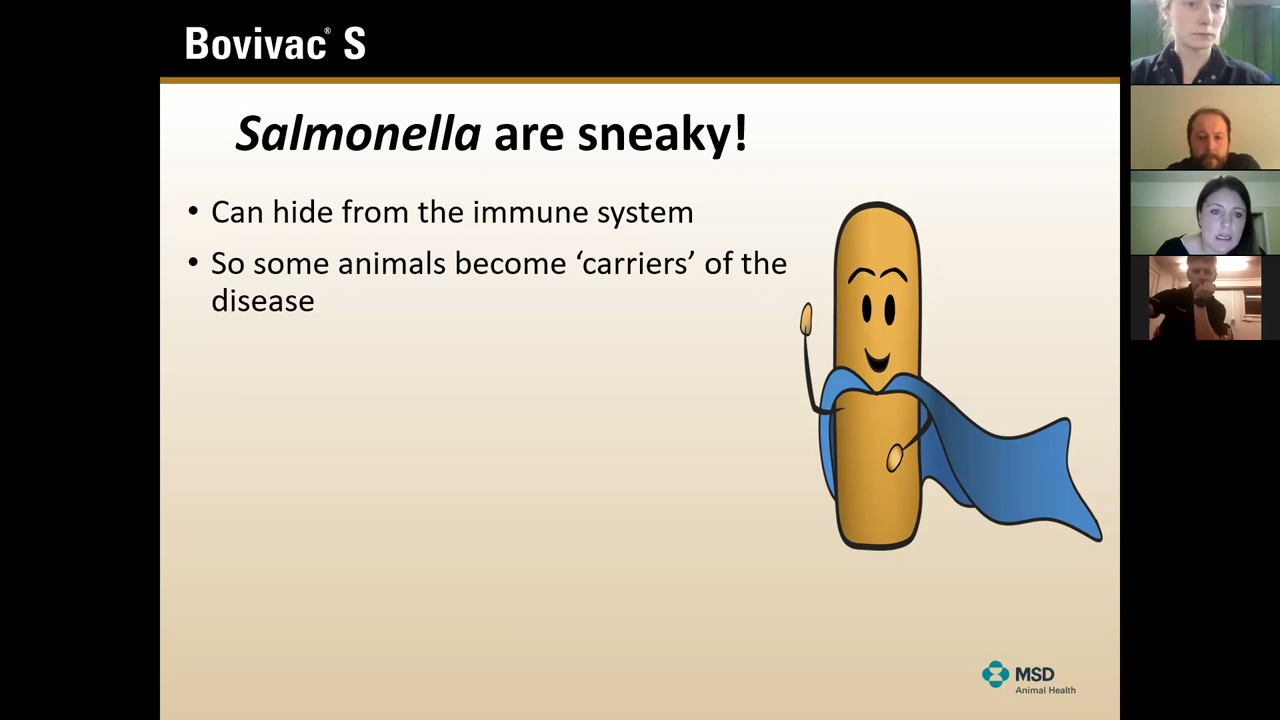 Bovivac® S
Salmonella are sneaky!
• Can hide from the immune system
• So some animals become ‘carriers’ of the
disease
MSD
Animal Health